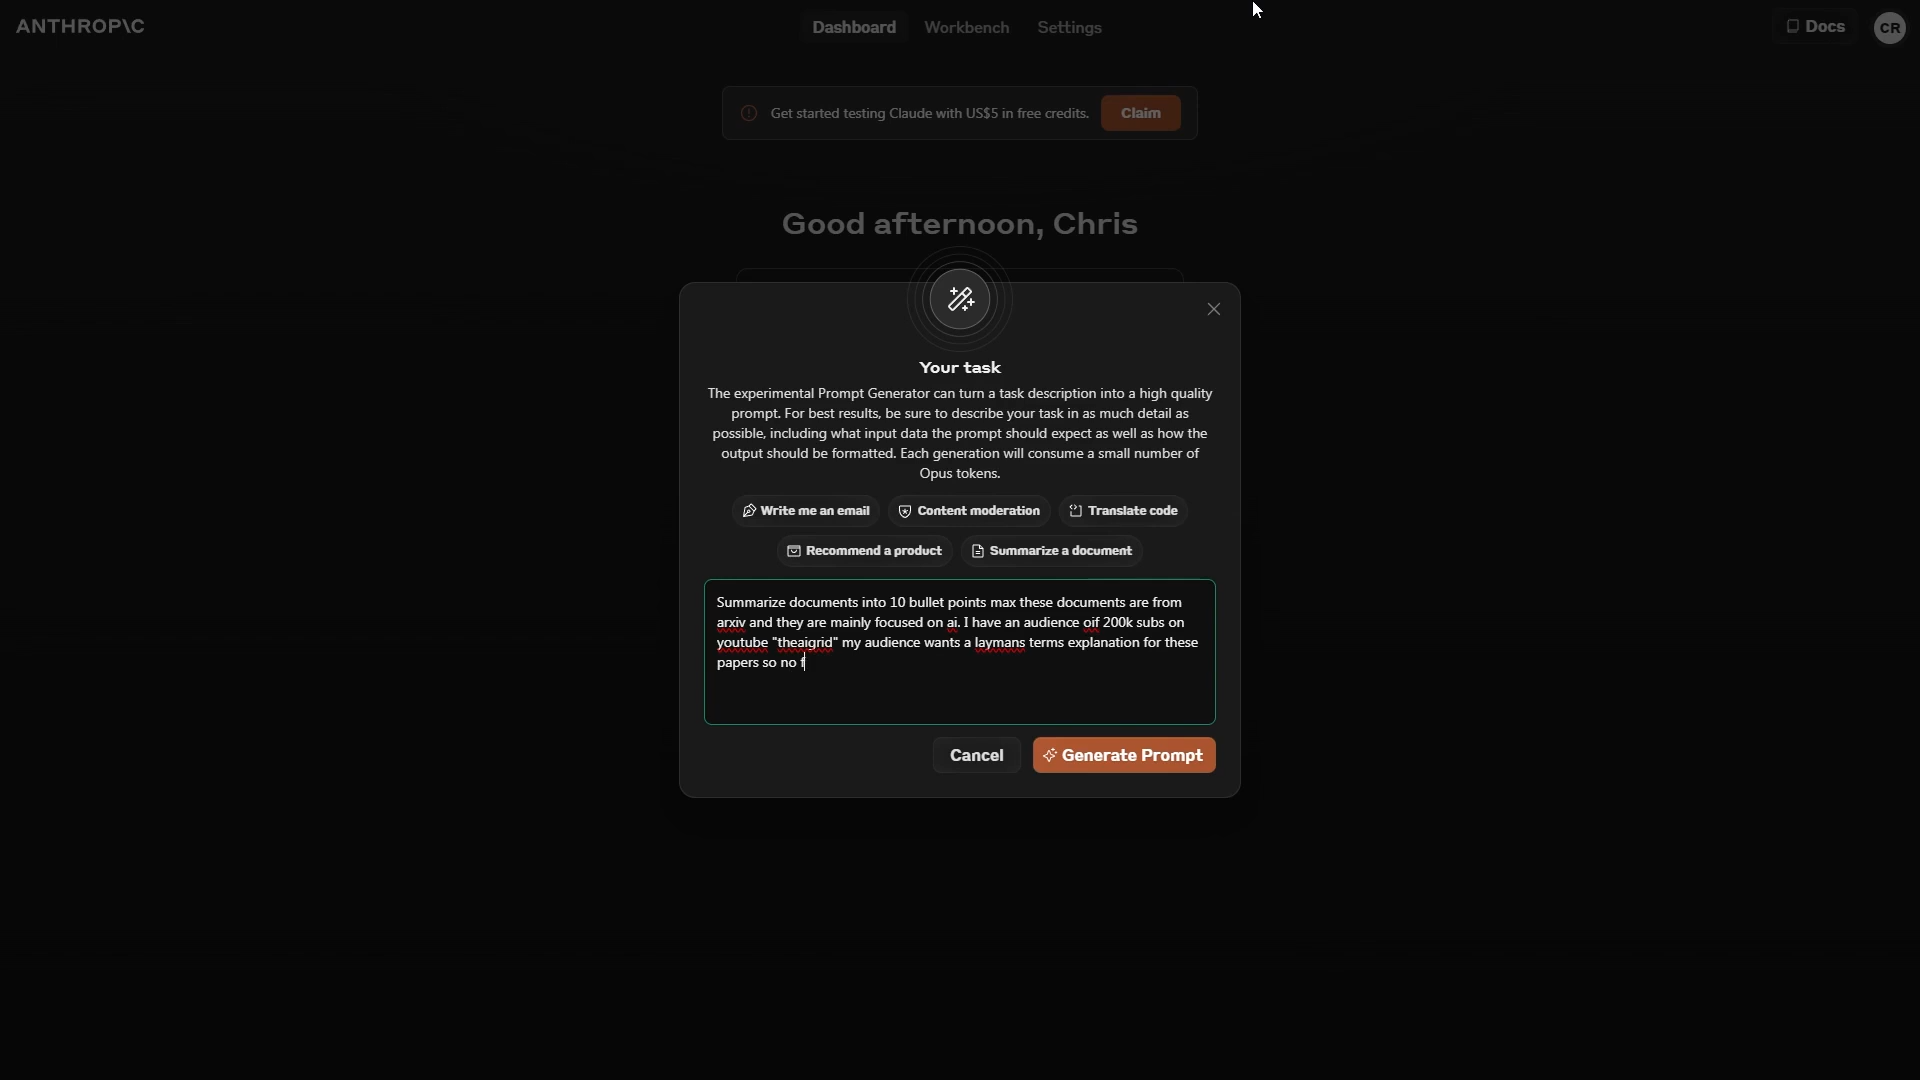 ANTHROP\C
Dashboard
Workbench
Settings
Docs
CR
Get started testing Claude with US$5 in free credits.
Claim
Good afternoon, Chris
Your task
The experimental Prompt Generator can turn a task description into a high quality
prompt. For best results, be sure to describe your task in as much detail as
possible, including what input data the prompt should expect as well as how the
output should be formatted. Each generation will consume a small number of
Opus tokens.
Write me an email
Content moderation
Translate code
Recommend a product
Summarize a document
Summarize documents into 10 bullet points max these documents are from
arxiv and they are mainly focused on ai. I have an audience oif 200k subs on
youtube "theaigrid" my audience wants a laymans terms explanation for these
papers so no f
Cancel
Generate Prompt